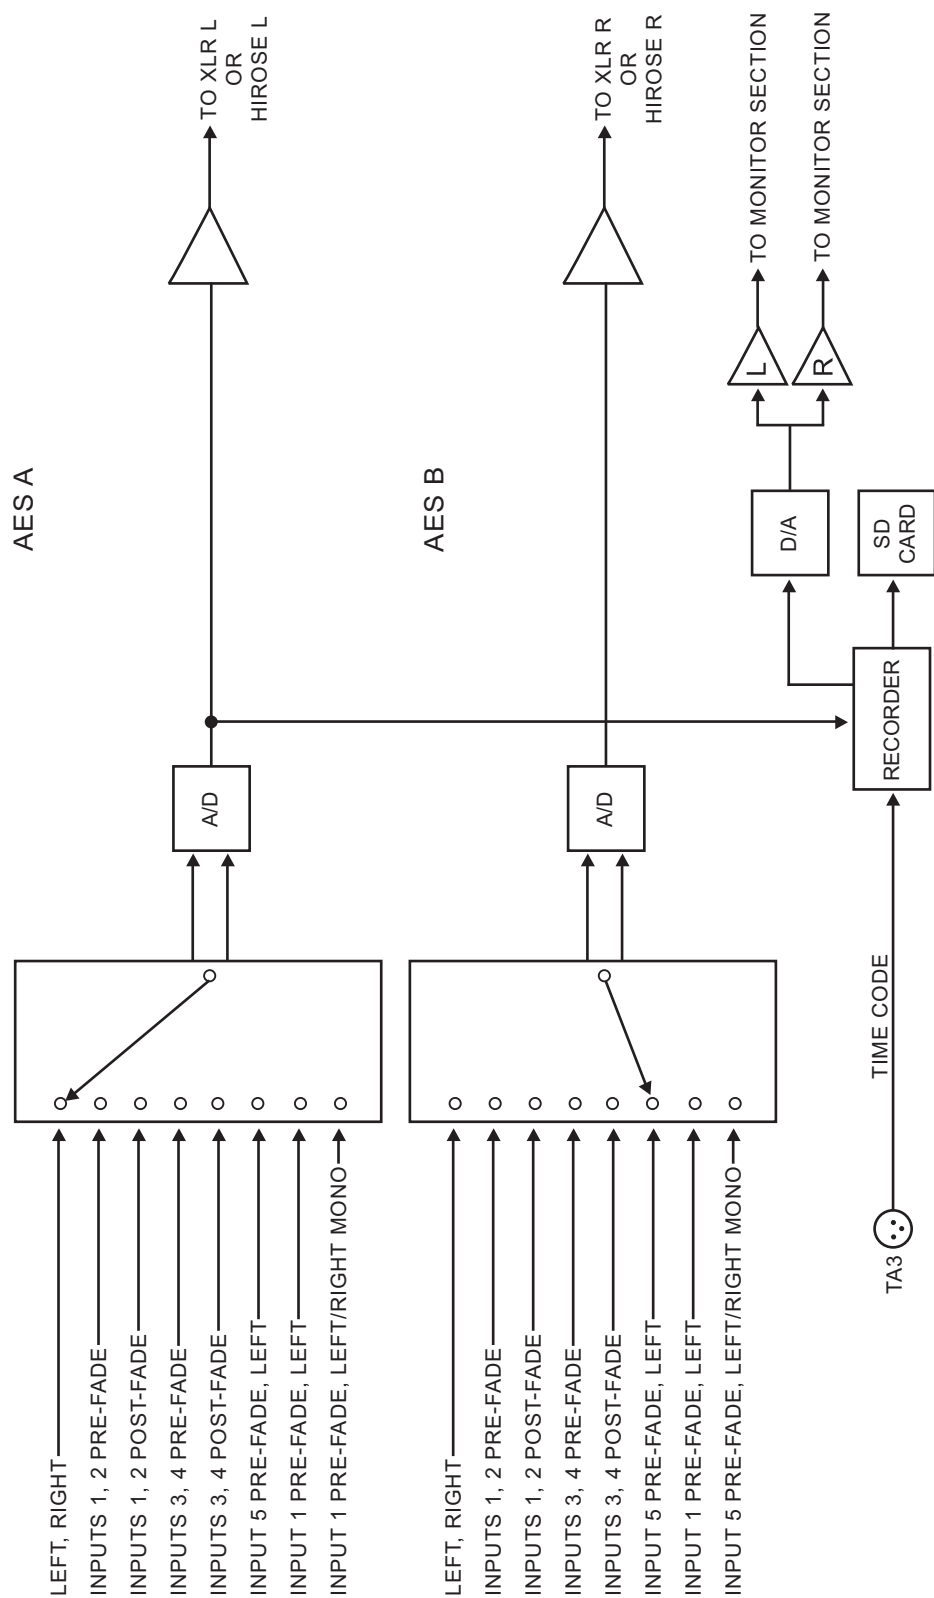 AES A
LEFT, RIGHT
INPUTS 1, 2 PRE-FADE
INPUTS 1, 2 POST-FADE
INPUTS 3, 4 PRE-FADE
INPUTS 3, 4 POST-FADE
INPUT 5 PRE-FADE, LEFT
INPUT 1 PRE-FADE, LEFT
INPUT 1 PRE-FADE, LEFT/RIGHT MONO
A/D
TO XLR L
OR
HIROSE L
AES B
LEFT, RIGHT
INPUTS 1, 2 PRE-FADE
INPUTS 1, 2 POST-FADE
INPUTS 3, 4 PRE-FADE
INPUTS 3, 4 POST-FADE
INPUT 5 PRE-FADE, LEFT
INPUT 1 PRE-FADE, LEFT
INPUT 5 PRE-FADE, LEFT/RIGHT MONO
A/D
TO XLR R
OR
HIROSE R
D/A
L
TO MONITOR SECTION
R
TO MONITOR SECTION
TA3
TIME CODE
RECORDER
SD
CARD